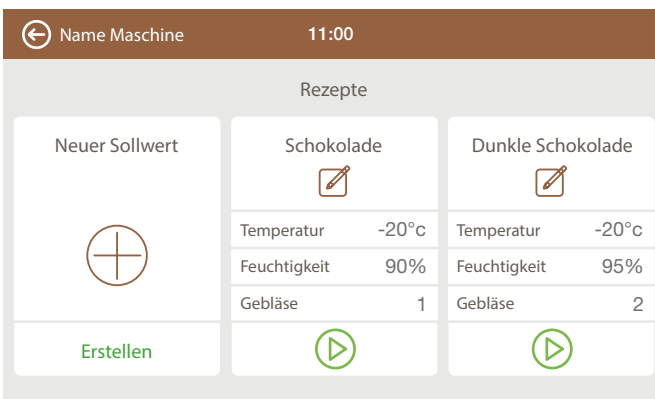 Name Maschine 11:00
Rezepte
Neuer Sollwert
Erstellen
Schokolade
Temperatur -20°c
Feuchtigkeit 90%
Gebläse 1
Dunkle Schokolade
Temperatur -20°c
Feuchtigkeit 95%
Gebläse 2